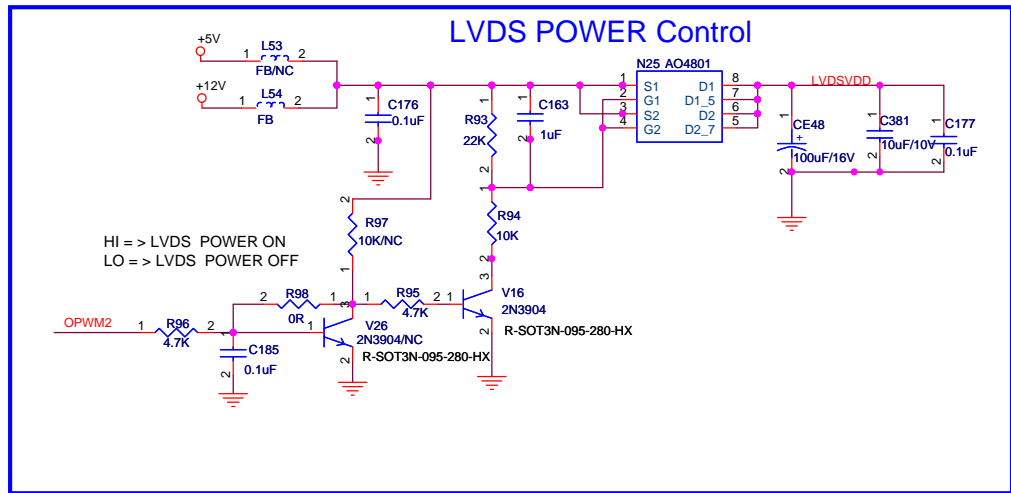 LVDS POWER Control
+5V
L53
1 2
FB/NC
+12V
L54
1 2
FB
N25 AO4801
1 S1 D1 8
2 G1 D1_5 7
3 S2 D2 6
4 G2 D2_7 5
LVDSVDD
1
C176
0.1uF
2
1
R93
22K
2
1
C163
1uF
2
1
CE48
+
100uF/16V
2
1
C381
10uF/10V
2
1
C177
0.1uF
2
2
R97
10K/NC
1
1
R94
10K
2
HI = > LVDS POWER ON
LO = > LVDS POWER OFF
2 R98 1
0R
3
1 R95 2
4.7K
1
3
V16
2N3904
2
R-SOT3N-095-280-HX
OPWM2
1 R96 2
4.7K
1
V26
2N3904/NC
2
R-SOT3N-095-280-HX
1
C185
0.1uF
2